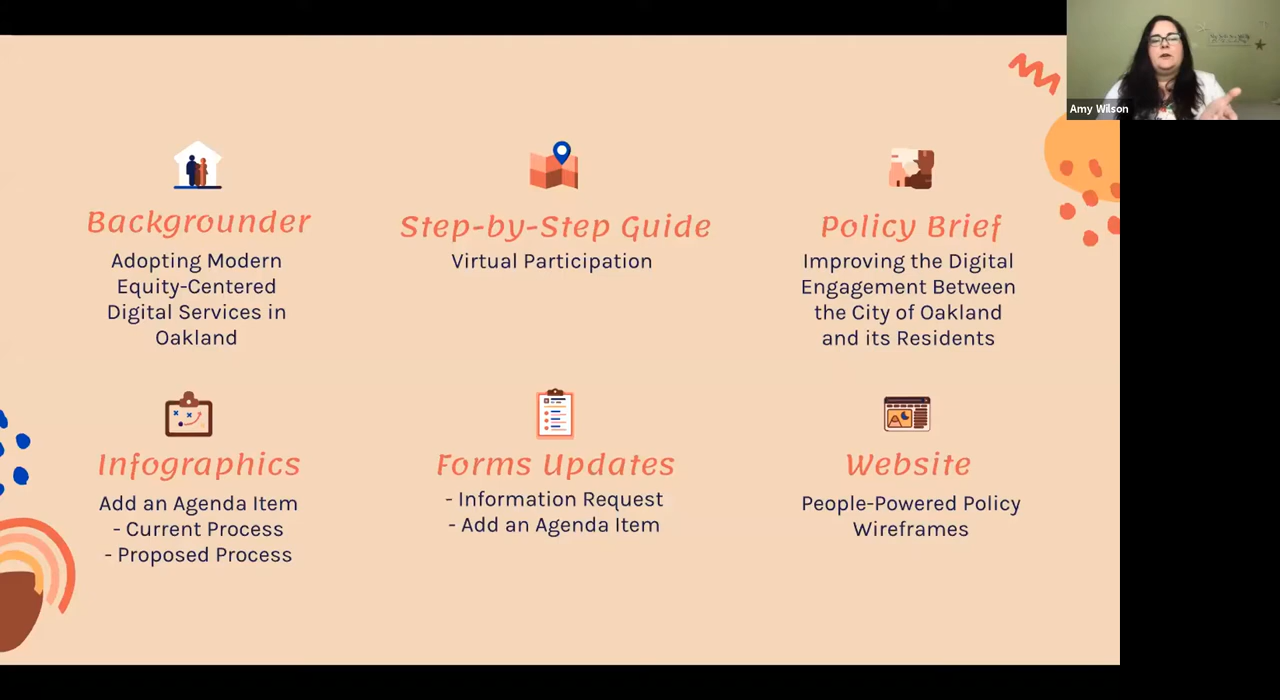 Amy Wilson
Backgrounder
Adopting Modern
Equity-Centered
Digital Services in
Oakland
Step-by-Step Guide
Virtual Participation
Policy Brief
Improving the Digital
Engagement Between
the City of Oakland
and its Residents
Infographics
Add an Agenda Item
- Current Process
- Proposed Process
Forms Updates
- Information Request
- Add an Agenda Item
Website
People-Powered Policy
Wireframes